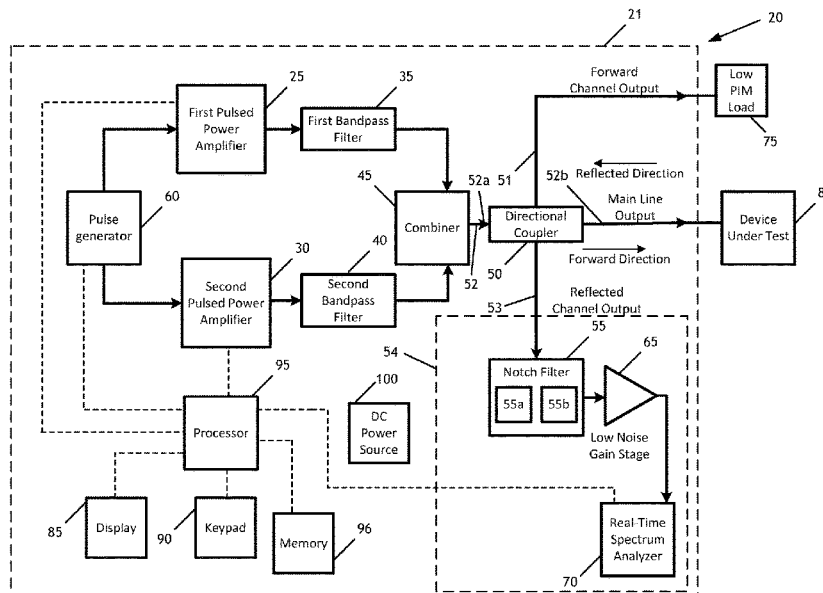 21
20
25
35
Forward
Channel Output
Low
PIM
Load
75
First Pulsed
Power
Amplifier
First Bandpass
Filter
51
Reflected
Direction
52b
Main Line
Output
45
52a
Pulse
generator
60
Combiner
Directional
Coupler
50
52
Device
Under Test
8
Forward Direction
30
40
Second
Pulsed Power
Amplifier
Second
Bandpass
Filter
53
Reflected
Channel Output
54
55
65
95
100
Notch Filter
55a
55b
Processor
DC
Power
Source
Low Noise
Gain Stage
85
Display
90
Keypad
Memory
96
Real-Time
Spectrum
Analyzer
70